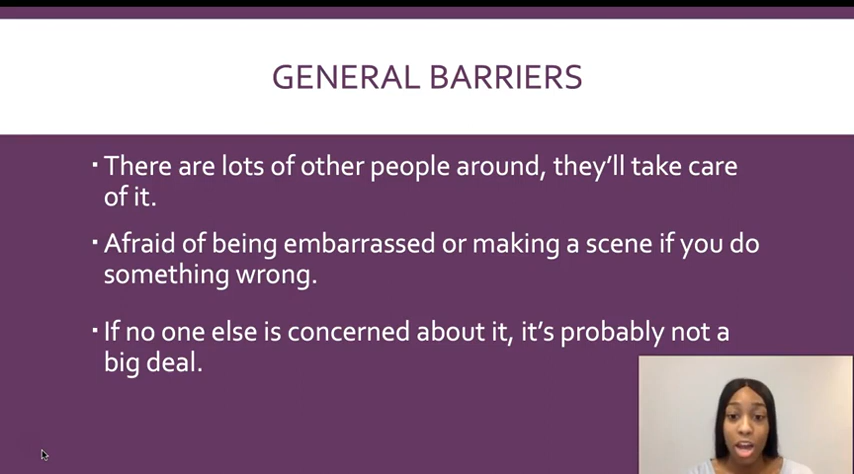 GENERAL BARRIERS
▪ There are lots of other people around, they’ll take care
of it.
▪ Afraid of being embarrassed or making a scene if you do
something wrong.
▪ If no one else is concerned about it, it’s probably not a
big deal.